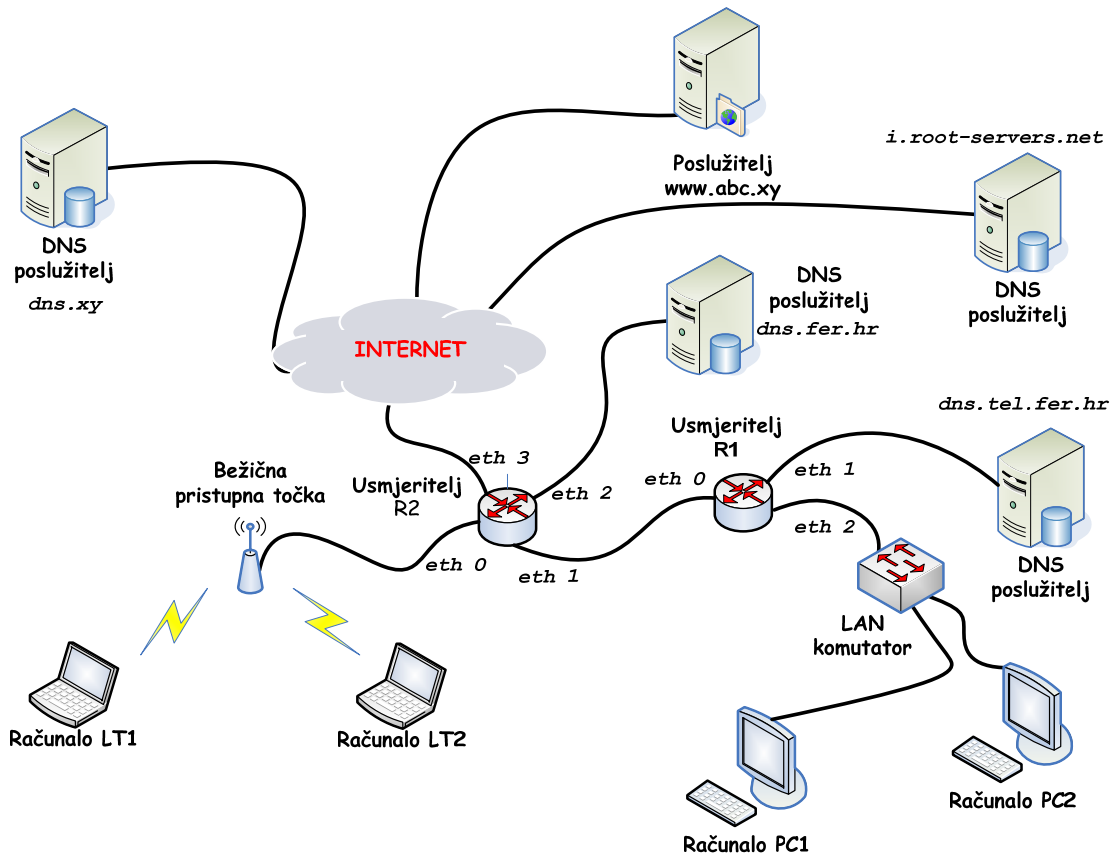 i.root-servers.net
Poslužitelj
www.abc.xy
DNS
poslužitelj
dns.xy
DNS
poslužitelj
dns.fer.hr
DNS
poslužitelj
INTERNET
dns.tel.fer.hr
Usmjeritelj
R1
eth 3
Bežična
pristupna točka
Usmjeritelj
R2
eth 2
eth 0
eth 1
eth 2
eth 0
eth 1
DNS
poslužitelj
LAN
komutator
Računalo LT1
Računalo LT2
Računalo PC2
Računalo PC1